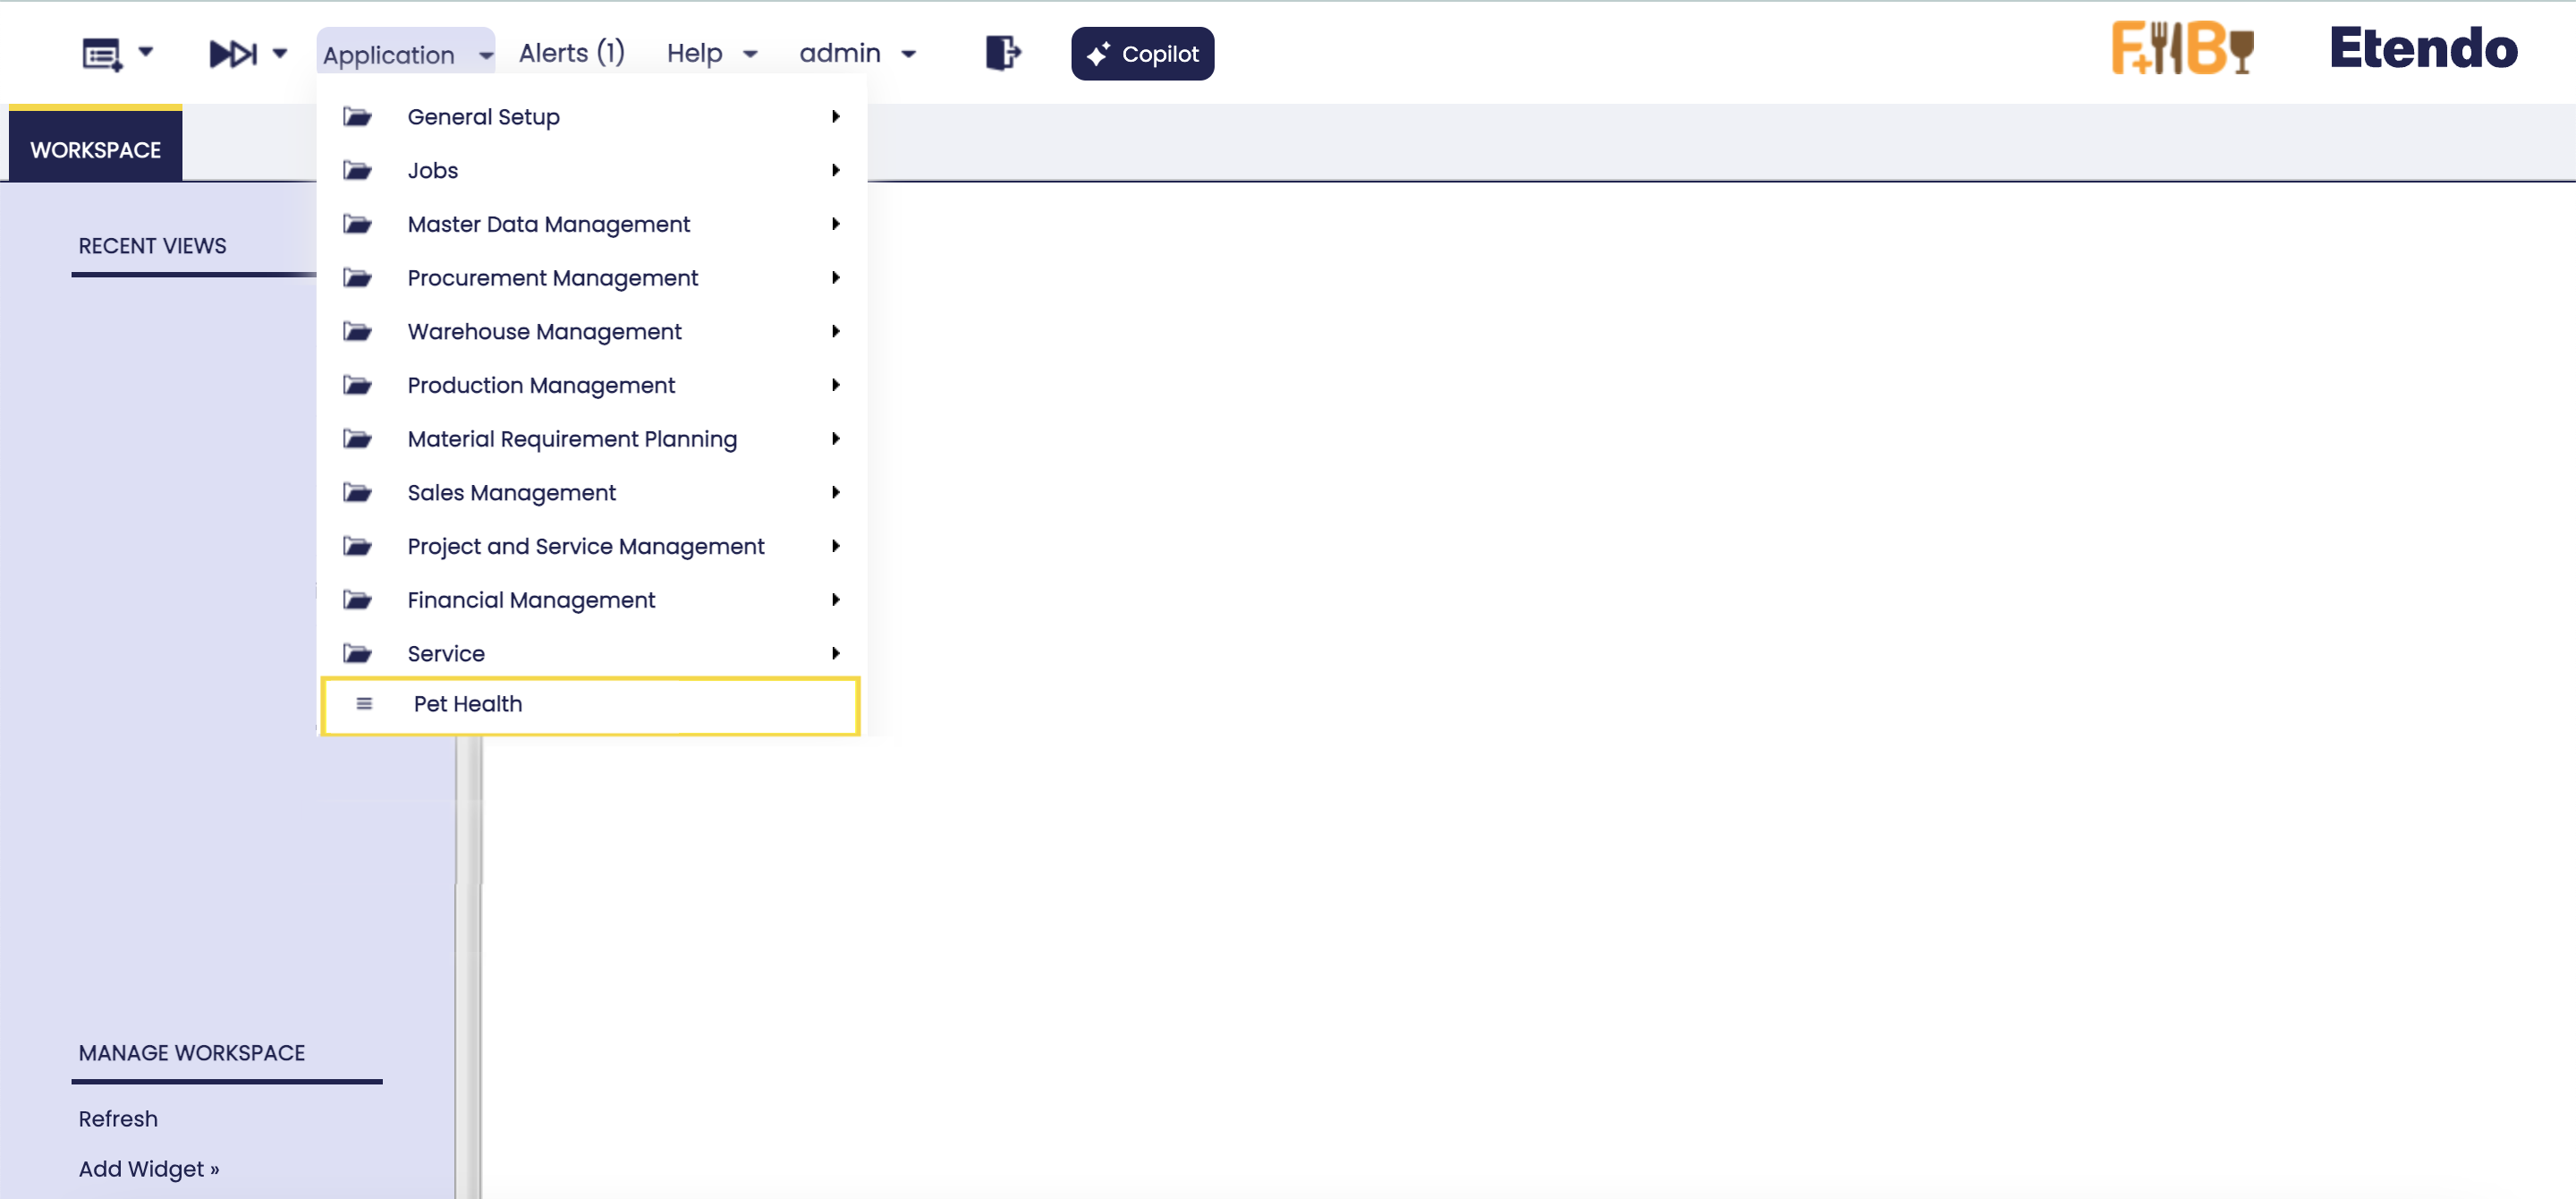 Application Alerts (1) Help admin Copilot F+B Etendo
WORKSPACE
RECENT VIEWS
General Setup
Jobs
Master Data Management
Procurement Management
Warehouse Management
Production Management
Material Requirement Planning
Sales Management
Project and Service Management
Financial Management
Service
Pet Health
MANAGE WORKSPACE
Refresh
Add Widget »